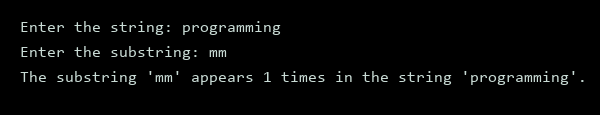 Enter the string: programming
Enter the substring: mm
The substring 'mm' appears 1 times in the string 'programming'.